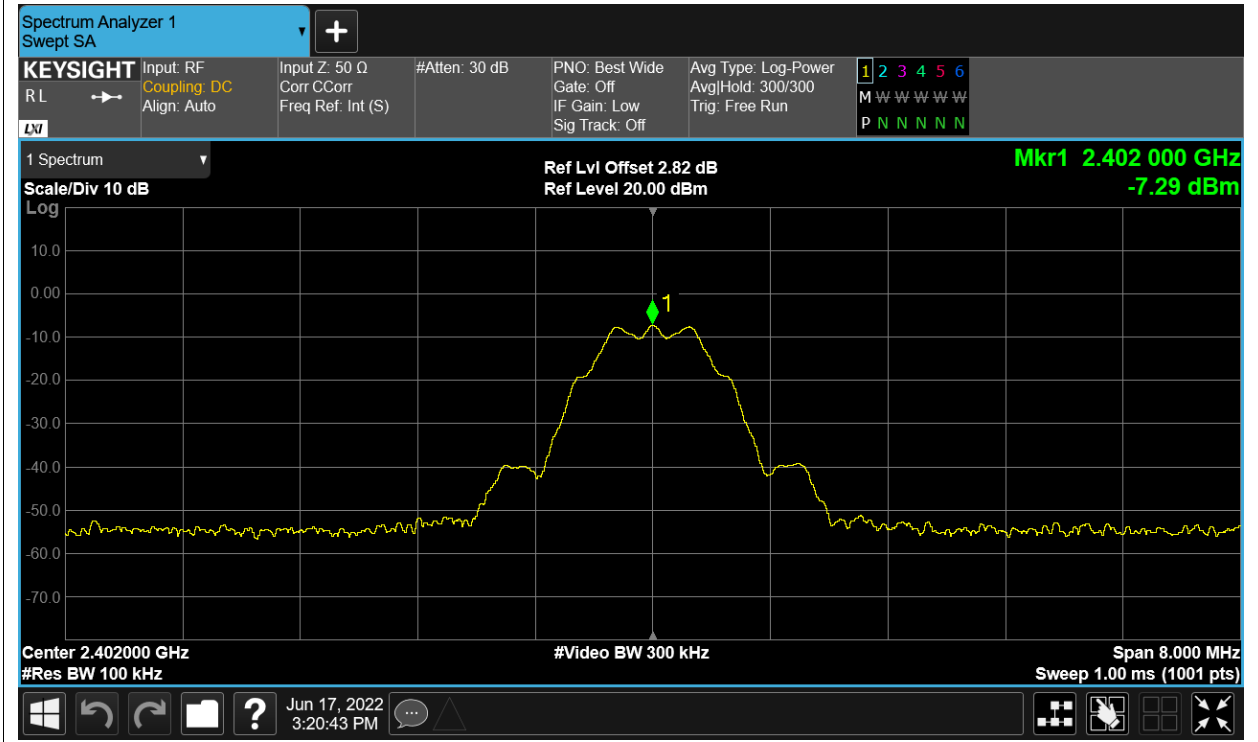 Spectrum Analyzer 1
Swept SA
KEYSIGHT
RL
LXI
Input: RF
Coupling: DC
Align: Auto
Input Z: 50 Ω
Corr CCorr
Freq Ref: Int (S)
#Atten: 30 dB
PNO: Best Wide
Gate: Off
IF Gain: Low
Sig Track: Off
Avg Type: Log-Power
Avg|Hold: 300/300
Trig: Free Run
1 2 3 4 5 6
M W W W W W W
P N N N N N N
1 Spectrum
Scale/Div 10 dB
Log
Ref Lvl Offset 2.82 dB
Ref Level 20.00 dBm
Mkr1 2.402 000 GHz
-7.29 dBm
10.0
0.00
-10.0
-20.0
-30.0
-40.0
-50.0
-60.0
-70.0
1
Center 2.402000 GHz
#Res BW 100 kHz
#Video BW 300 kHz
Span 8.000 MHz
Sweep 1.00 ms (1001 pts)
?
Jun 17, 2022
3:20:43 PM